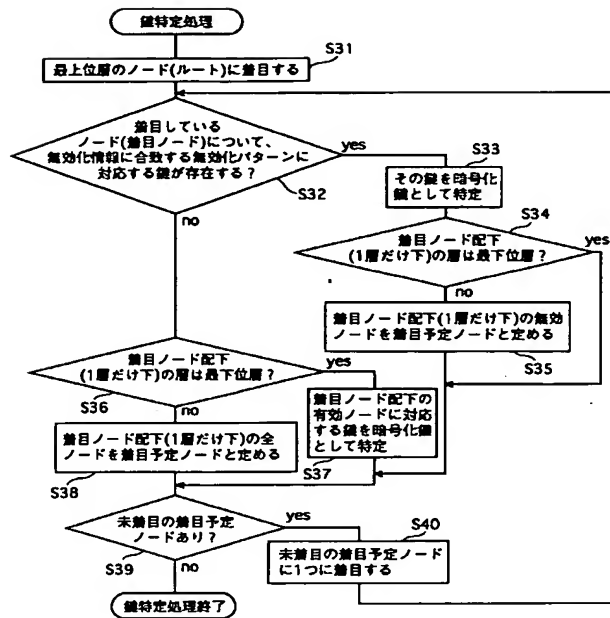 鍵特定処理
S31
最上位層のノード(ルート)に着目する
着目している
ノード(着目ノード)について、
無効化情報に合致する無効化パターンに
対応する鍵が存在する?
S32
yes
no
S33
その鍵を暗号化
鍵として特定
S34
着目ノード配下
(1層だけ下)の層は最下位層?
yes
no
着目ノード配下(1層だけ下)の無効
ノードを着目予定ノードと定める
S35
着目ノード配下
(1層だけ下)の層は最下位層?
S36
yes
no
着目ノード配下の
有効ノードに対応
する鍵を暗号化鍵
として特定
S37
着目ノード配下(1層だけ下)の全
ノードを着目予定ノードと定める
S38
未着目の着目予定
ノードあり?
S39
yes
no
S40
未着目の着目予定ノード
に1つに着目する
鍵特定処理終了